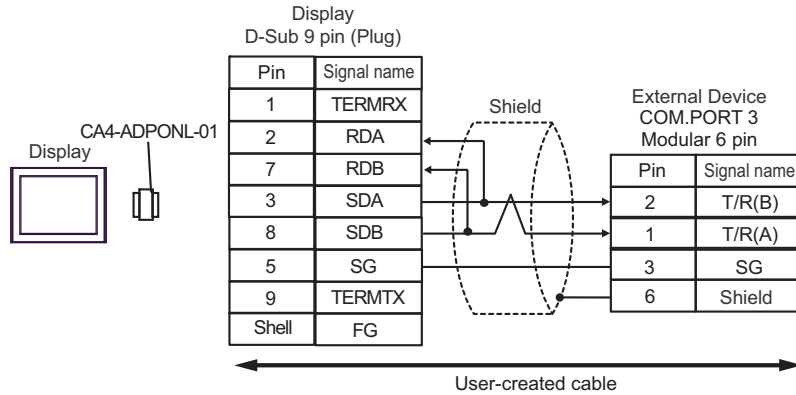 Display
D-Sub 9 pin (Plug)
Pin Signal name
1 TERMRX
2 RDA
7 RDB
3 SDA
8 SDB
5 SG
9 TERMTX
Shell FG
CA4-ADPONL-01
Display
Shield
External Device
COM.PORT 3
Modular 6 pin
Pin Signal name
2 T/R(B)
1 T/R(A)
3 SG
6 Shield
User-created cable